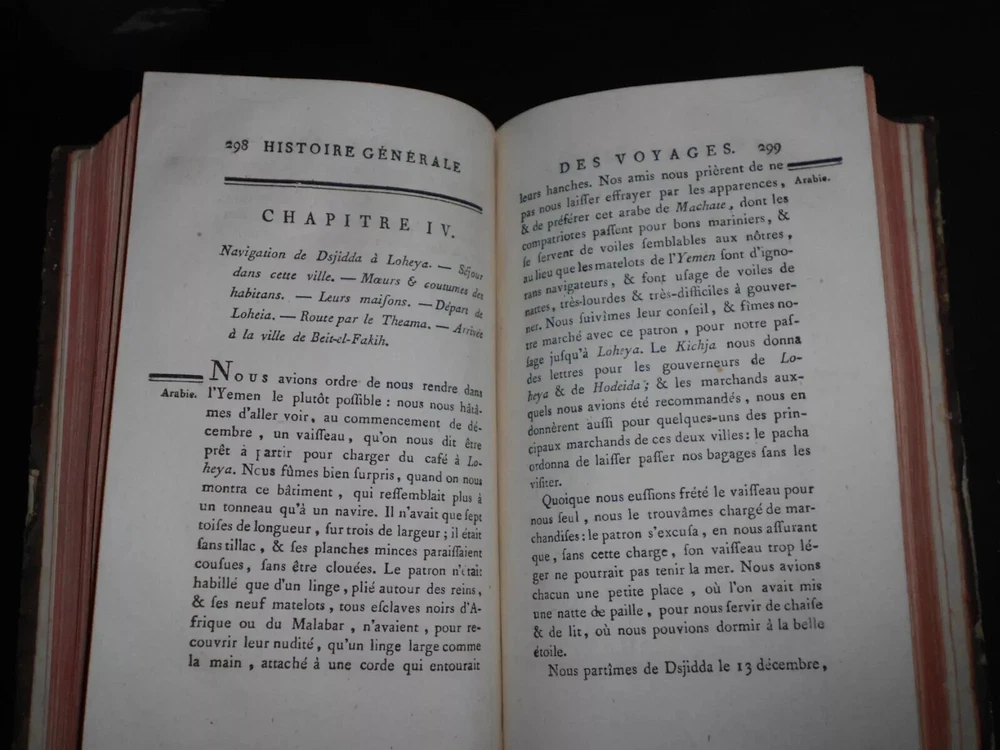 298 HISTOIRE GÉNÉRALE
CHAPITRE IV.
Navigation de Dsjidda à Loheya. — Séjour
dans cette ville. — Mœurs & coutumes des
habitans. — Leurs maiſons. — Départ de
Loheia. — Route par le Theama. — Arrivée
à la ville de Beit-el-Fakih.
Arabie.
Nous avions ordre de nous rendre dans
l'Yemen le plutôt poſſible : nous nous hâtâ-
mes d'aller voir, au commencement de dé-
cembre, un vaiſſeau, qu'on nous dit être
prêt à partir pour charger du café à Lo-
heya. Nous fûmes bien ſurpris, quand on nous
montra ce bâtiment, qui reſſemblait plus à
un tonneau qu'à un navire. Il n'avait que ſept
toiſes de longueur, ſur trois de largeur ; il était
ſans tillac, & ſes planches minces paraiſſaient
couſues, ſans être clouées. Le patron n'était
habillé que d'un linge, plié autour des reins,
& ſes neuf matelots, tous eſclaves noirs d'A-
frique ou du Malabar, n'avaient, pour re-
couvrir leur nudité, qu'un linge large comme
la main, attaché à une corde qui entourait
DES VOYAGES. 299
Arabie.
leurs hanches. Nos amis nous prièrent de ne
pas nous laiſſer effrayer par les apparences,
& de préférer cet arabe de Machate, dont les
compatriotes paſſent pour bons mariniers, &
ſe ſervent de voiles ſemblables aux nôtres,
au lieu que les matelots de l'Yemen ſont d'igno-
rans navigateurs, & font uſage de voiles de
nattes, très-lourdes & très-difficiles à gouver-
ner. Nous ſuivîmes leur conſeil, & fîmes no-
tre marché avec ce patron, pour notre paſ-
ſage juſqu'à Loheya. Le Kichja nous donna
des lettres pour les gouverneurs de Lo-
heya & de Hodeida ; & les marchands aux-
quels nous avions été recommandés, nous en
donnèrent auſſi pour quelques-uns des prin-
cipaux marchands de ces deux villes : le pacha
ordonna de laiſſer paſſer nos bagages ſans les
viſiter.
Quoique nous euſſions frété le vaiſſeau pour
nous ſeul, nous le trouvâmes chargé de mar-
chandiſes : le patron s'excuſa, en nous aſſurant
que, ſans cette charge, ſon vaiſſeau trop lé-
ger ne pourrait pas tenir la mer. Nous avions
chacun une petite place, où l'on avait mis
une natte de paille, pour nous ſervir de chaiſe
& de lit, où nous pouvions dormir à la belle
étoile.
Nous partîmes de Dsjidda le 13 décembre,